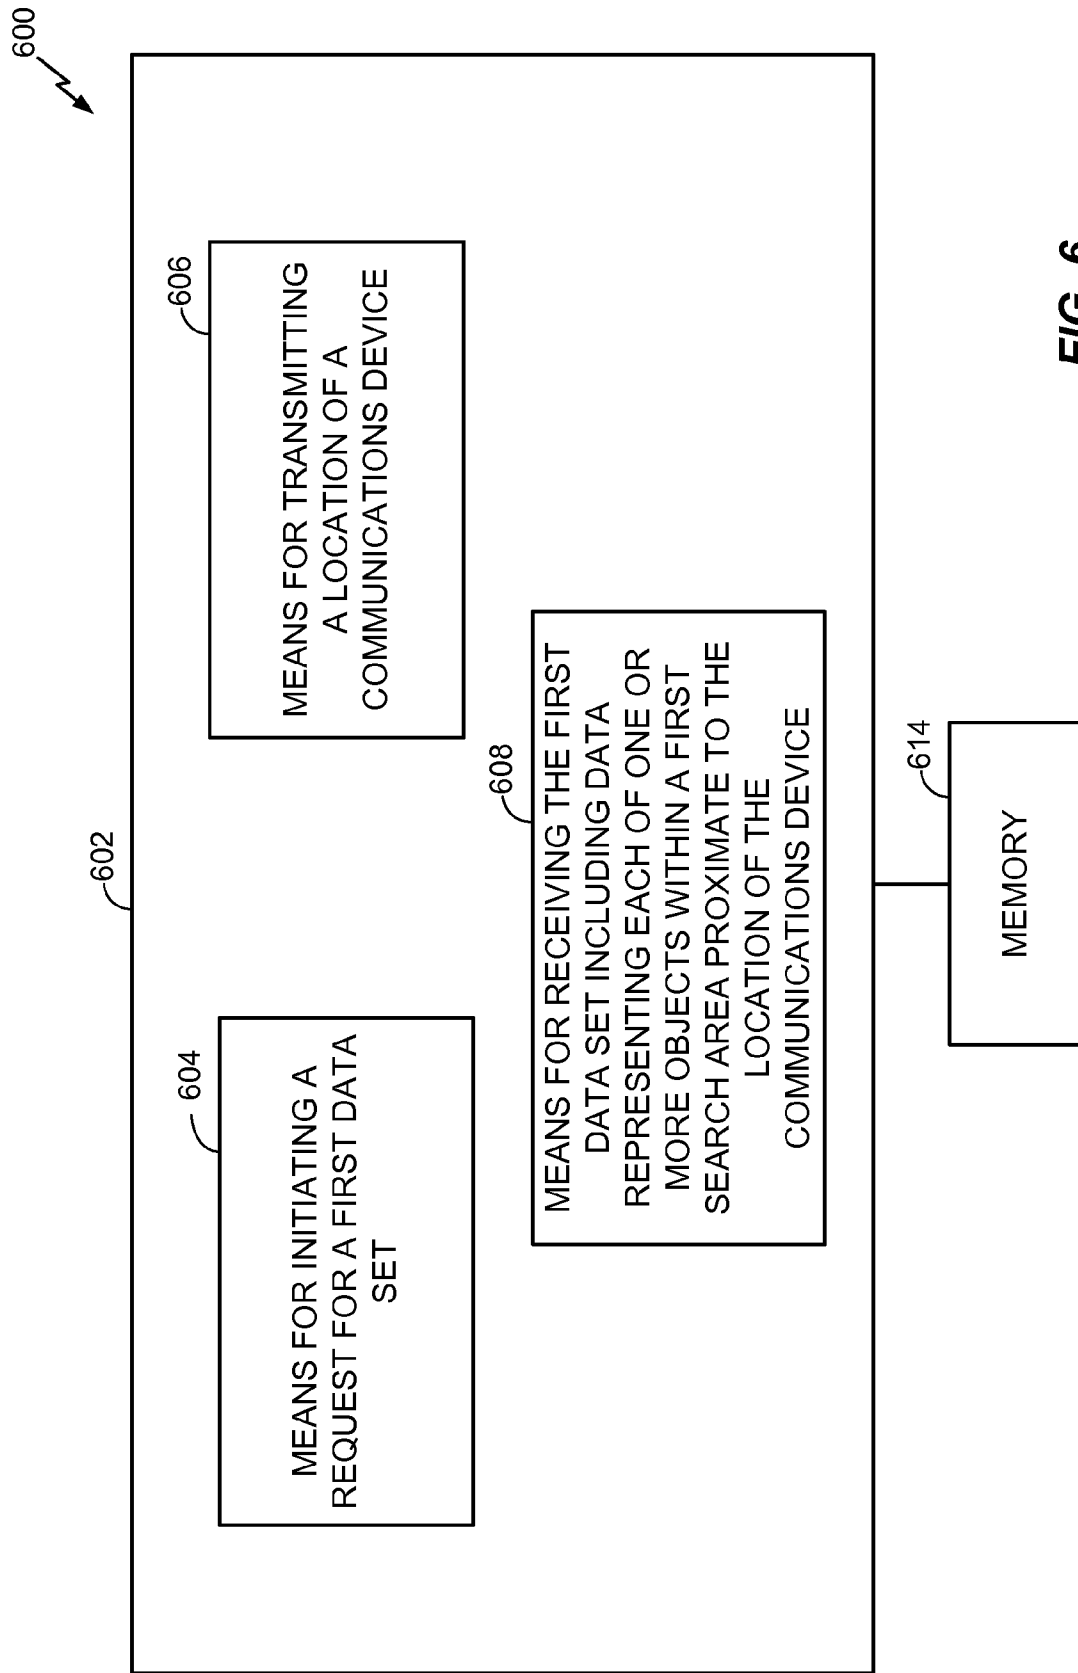 600
602
604
MEANS FOR INITIATING A
REQUEST FOR A FIRST DATA
SET
606
MEANS FOR TRANSMITTING
A LOCATION OF A
COMMUNICATIONS DEVICE
608
MEANS FOR RECEIVING THE FIRST
DATA SET INCLUDING DATA
REPRESENTING EACH OF ONE OR
MORE OBJECTS WITHIN A FIRST
SEARCH AREA PROXIMATE TO THE
LOCATION OF THE
COMMUNICATIONS DEVICE
614
MEMORY
FIG. 6